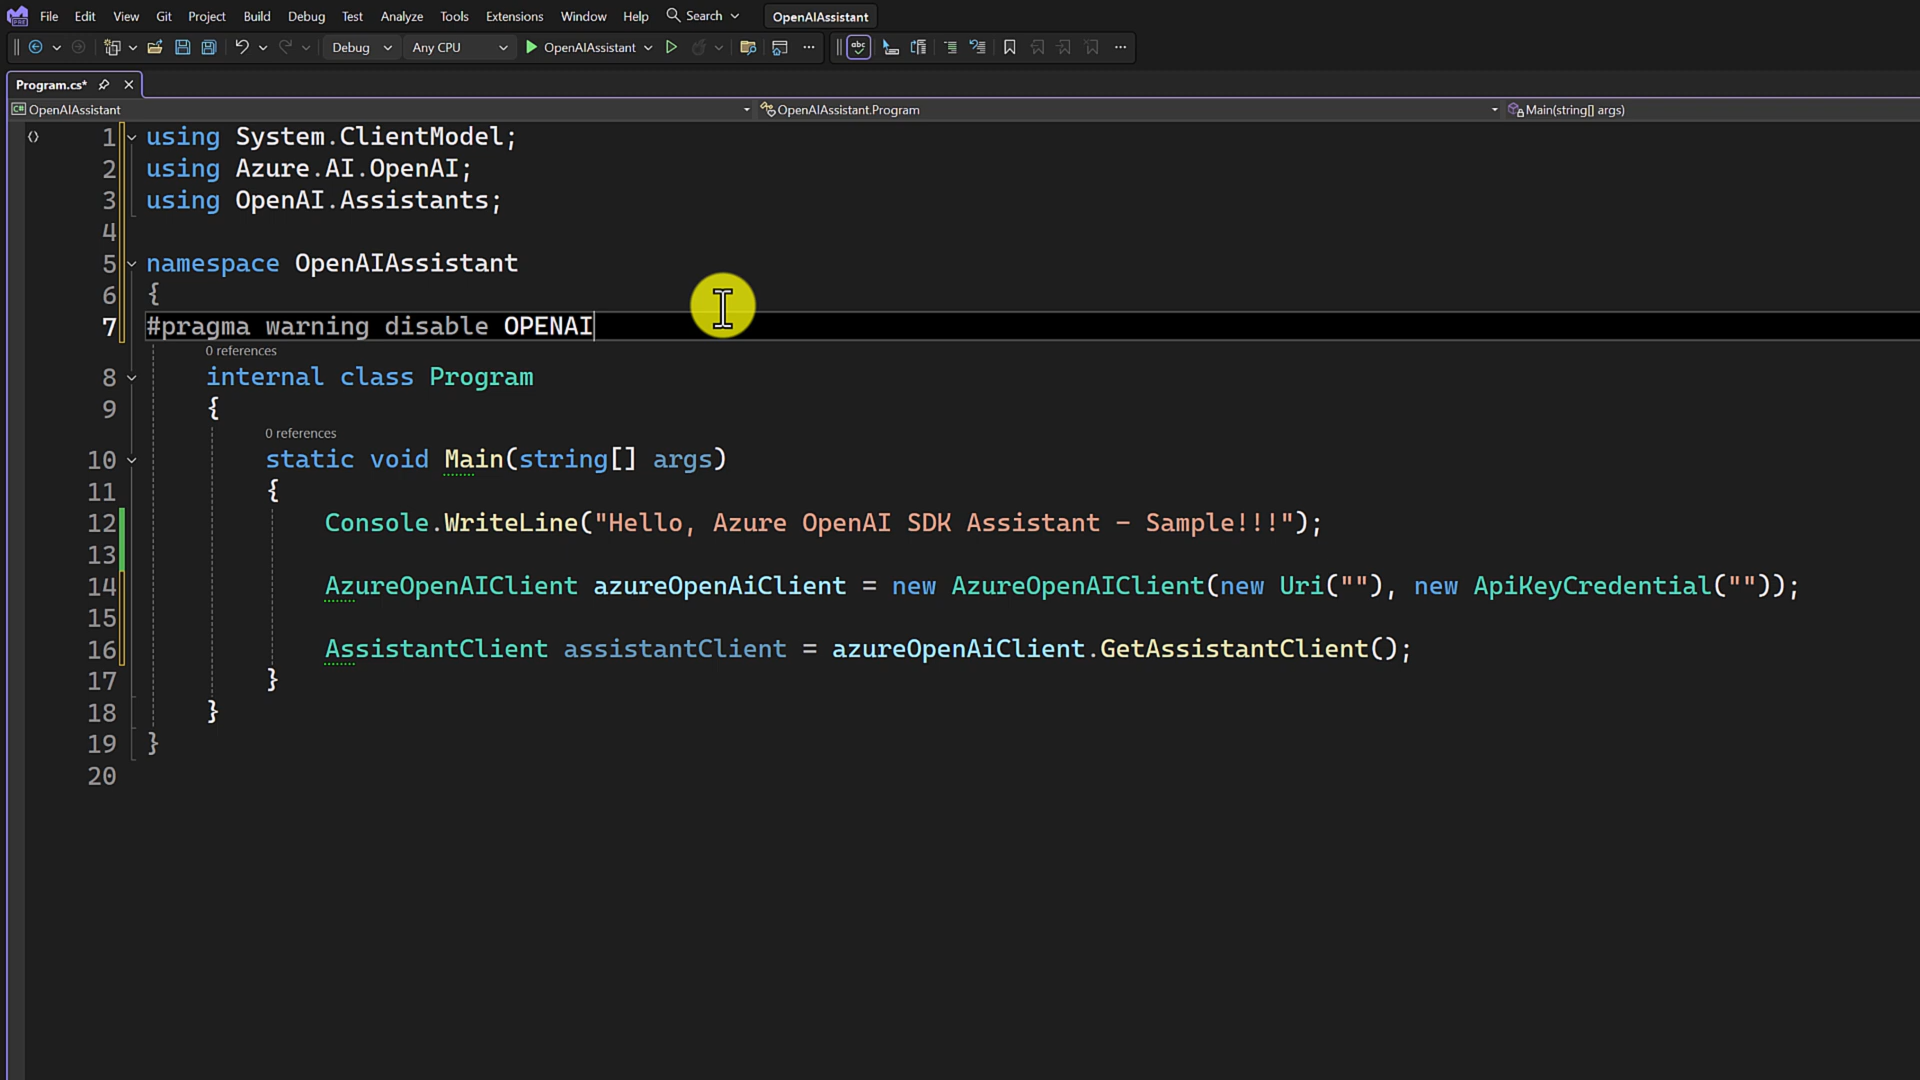 File Edit View Git Project Build Debug Test Analyze Tools Extensions Window Help Search OpenAIAssistant
Debug Any CPU OpenAIAssistant
Program.cs*
OpenAIAssistant OpenAIAssistant.Program Main(string[] args)
1 using System.ClientModel;
2 using Azure.AI.OpenAI;
3 using OpenAI.Assistants;
4
5 namespace OpenAIAssistant
6 {
7 #pragma warning disable OPENAI
0 references
8 internal class Program
9 {
0 references
10 static void Main(string[] args)
11 {
12 Console.WriteLine("Hello, Azure OpenAI SDK Assistant - Sample!!!");
13
14 AzureOpenAIClient azureOpenAiClient = new AzureOpenAIClient(new Uri(""), new ApiKeyCredential(""));
15
16 AssistantClient assistantClient = azureOpenAiClient.GetAssistantClient();
17 }
18 }
19 }
20